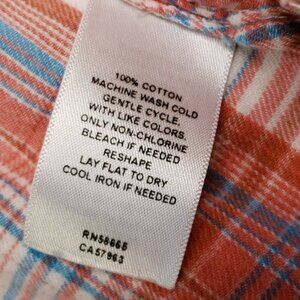 100% COTTON
MACHINE WASH COLD
GENTLE CYCLE.
WITH LIKE COLORS.
ONLY NON-CHLORINE
BLEACH IF NEEDED
RESHAPE
LAY FLAT TO DRY
COOL IRON IF NEEDED
RN58665
CA57963